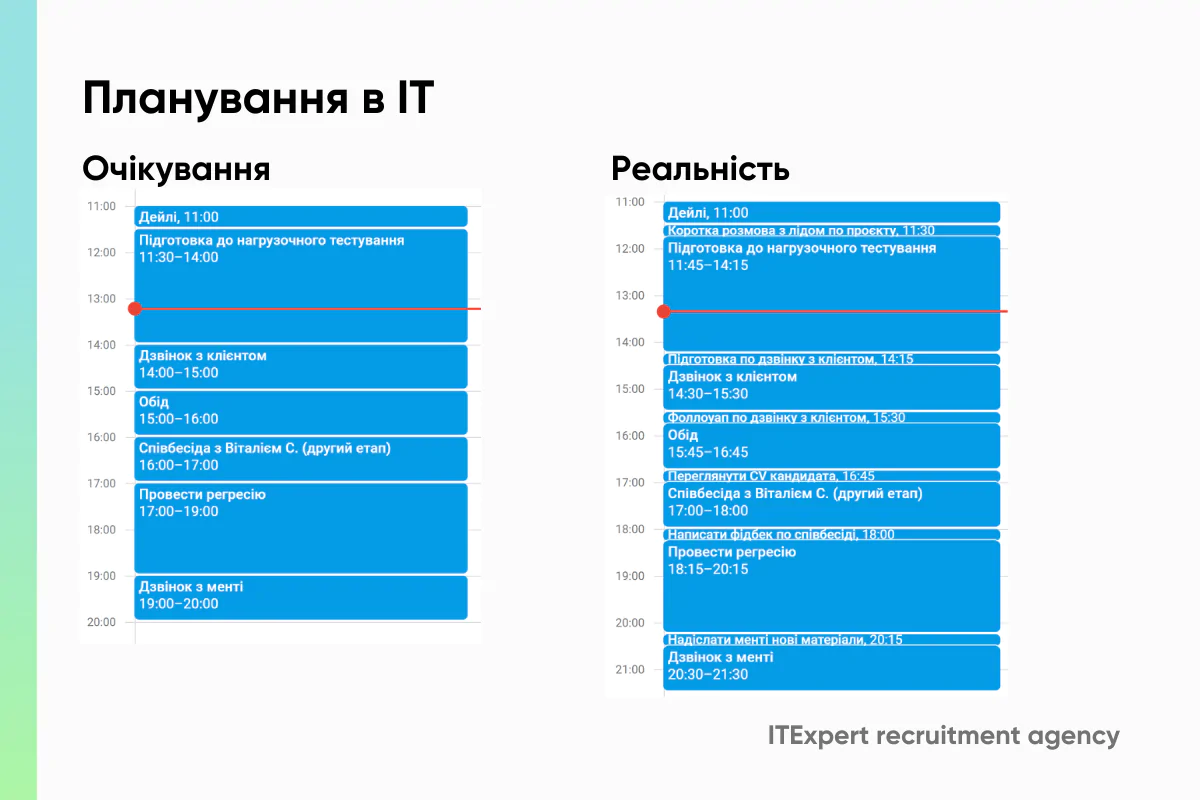 Планування в IT
Очікування
11:00
Дейлі, 11:00
Підготовка до нагрузочного тестування
12:00
11:30–14:00
13:00
14:00
Дзвінок з клієнтом
14:00–15:00
15:00
Обід
15:00–16:00
16:00
Співбесіда з Віталієм С. (другий етап)
16:00–17:00
17:00
Провести регресію
17:00–19:00
18:00
19:00
Дзвінок з менті
19:00–20:00
20:00
Реальність
11:00
Дейлі, 11:00
Коротка розмова з лідом по проєкту, 11:30
12:00
Підготовка до нагрузочного тестування
11:45–14:15
13:00
14:00
Підготовка по дзвінку з клієнтом, 14:15
Дзвінок з клієнтом
15:00
14:30–15:30
Фоллоуап по дзвінку з клієнтом, 15:30
16:00
Обід
15:45–16:45
Переглянути CV кандидата, 16:45
17:00
Співбесіда з Віталієм С. (другий етап)
17:00–18:00
18:00
Написати фідбек по співбесіді, 18:00
Провести регресію
18:15–20:15
19:00
20:00
Надіслати менті нові матеріали, 20:15
Дзвінок з менті
21:00
20:30–21:30
ITExpert recruitment agency